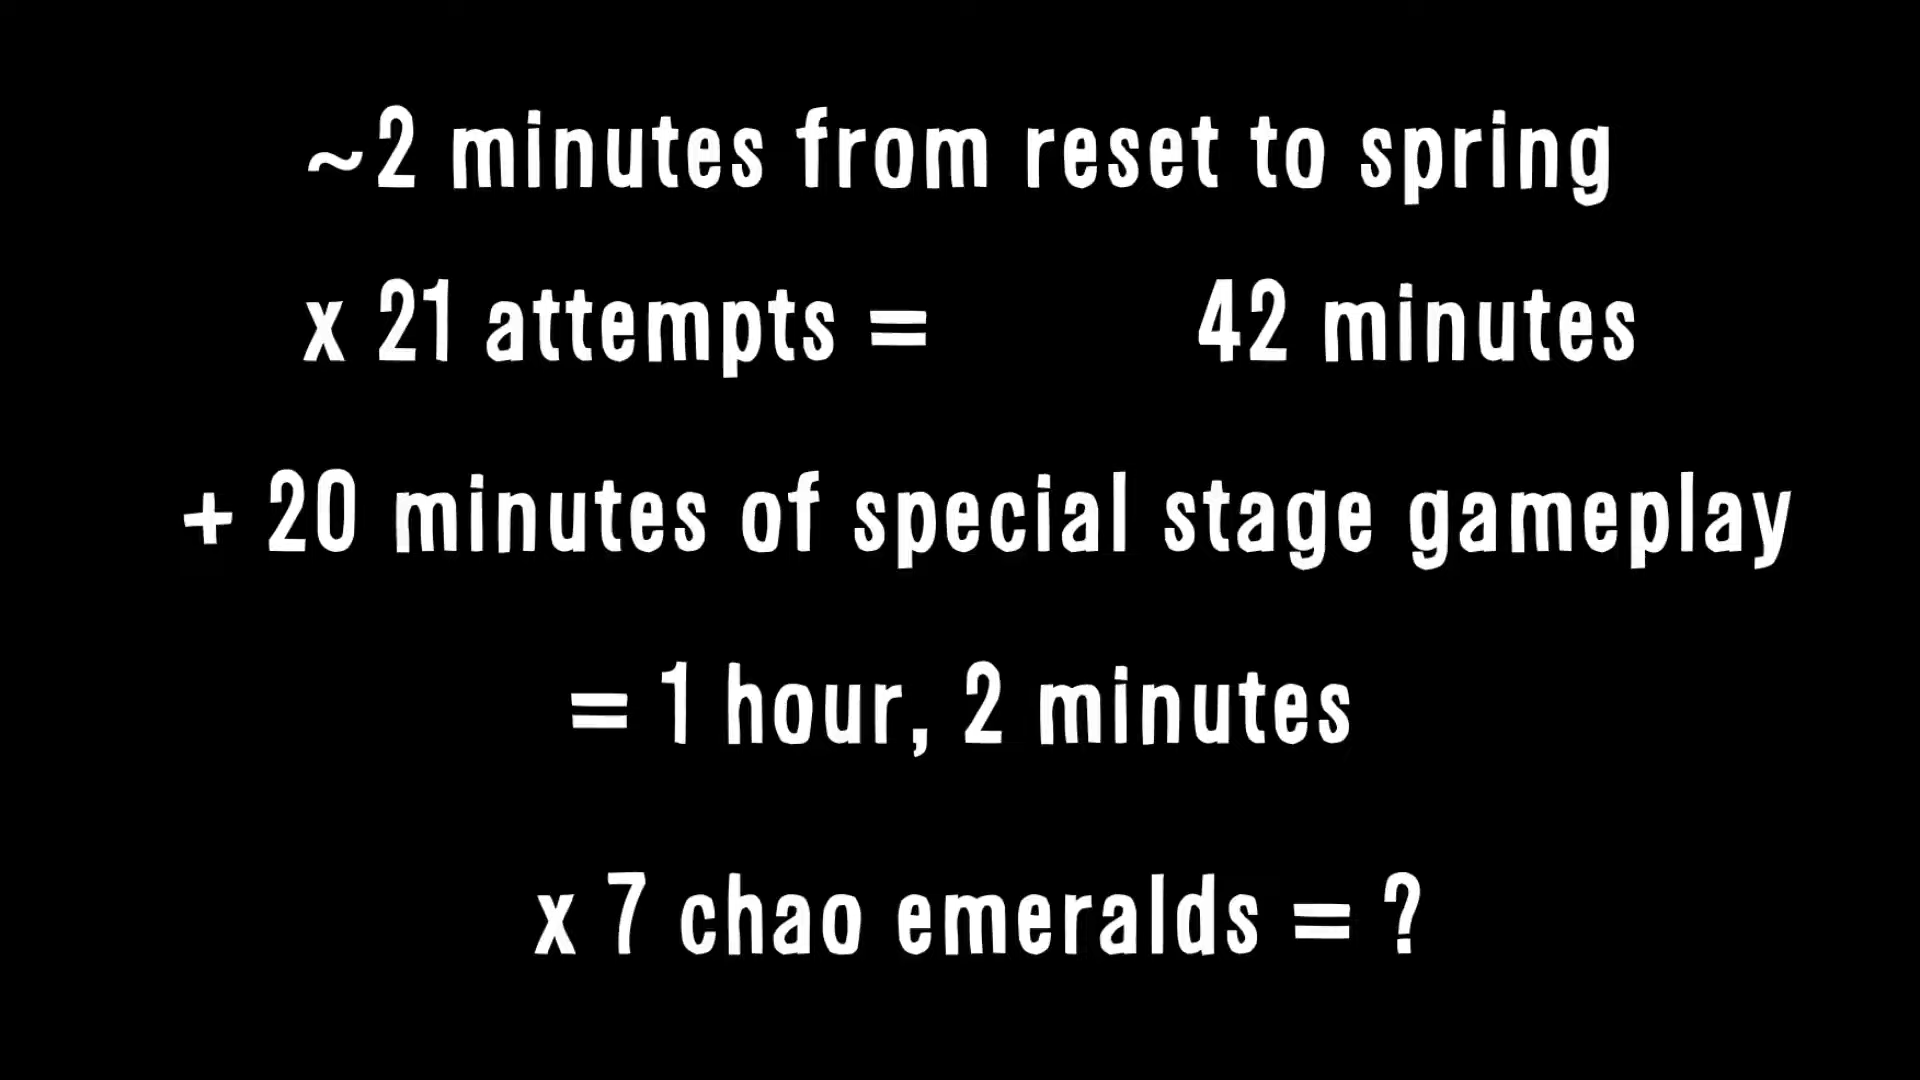 ~2 minutes from reset to spring
x 21 attempts = 42 minutes
+ 20 minutes of special stage gameplay
= 1 hour, 2 minutes
x 7 chao emeralds = ?